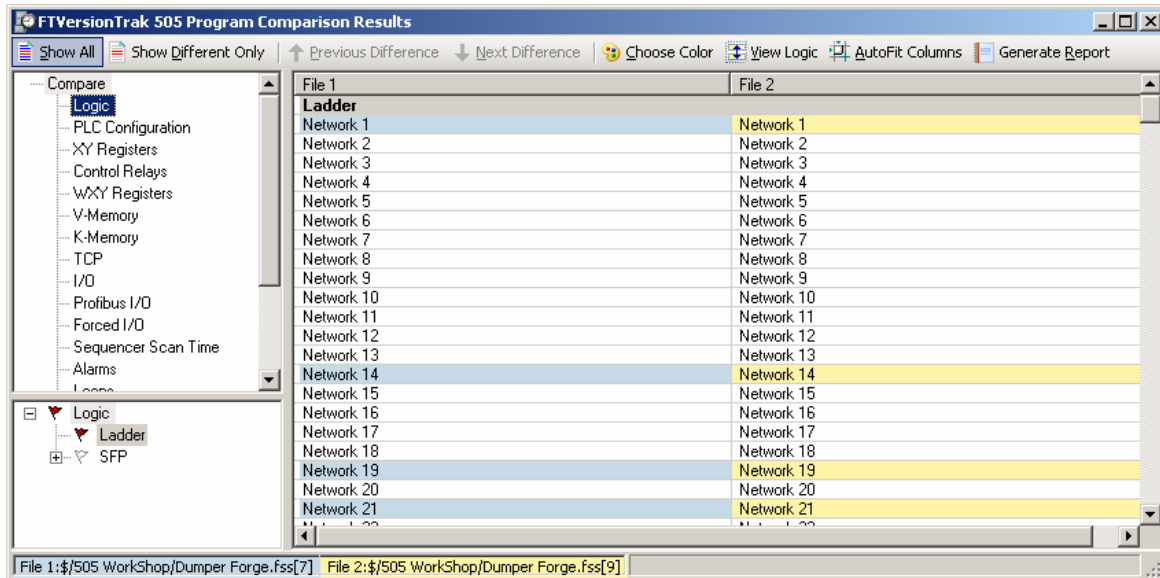 FTVersionTrak 505 Program Comparison Results
Show All Show Different Only Previous Difference Next Difference Choose Color View Logic AutoFit Columns Generate Report
Compare
Logic
PLC Configuration
XY Registers
Control Relays
WXY Registers
V-Memory
K-Memory
TCP
I/O
Profibus I/O
Forced I/O
Sequencer Scan Time
Alarms
Loops
Logic
Ladder
SFP
File 1 File 2
Ladder
Network 1 Network 1
Network 2 Network 2
Network 3 Network 3
Network 4 Network 4
Network 5 Network 5
Network 6 Network 6
Network 7 Network 7
Network 8 Network 8
Network 9 Network 9
Network 10 Network 10
Network 11 Network 11
Network 12 Network 12
Network 13 Network 13
Network 14 Network 14
Network 15 Network 15
Network 16 Network 16
Network 17 Network 17
Network 18 Network 18
Network 19 Network 19
Network 20 Network 20
Network 21 Network 21
File 1:$/505 WorkShop/Dumper Forge.fss[7] File 2:$/505 WorkShop/Dumper Forge.fss[9]